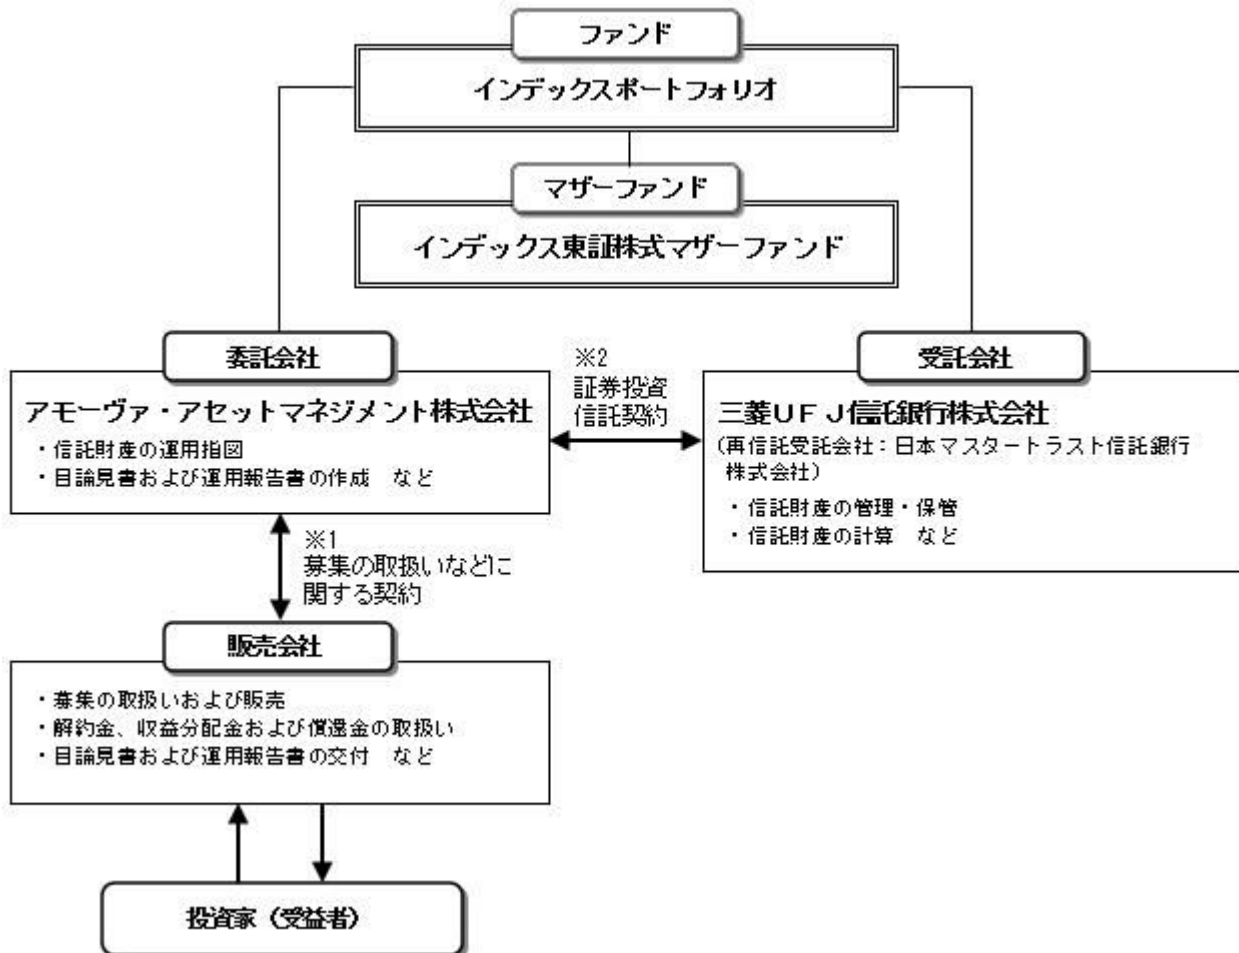 ファンド
インデックスポートフォリオ
マザーファンド
インデックス東証株式マザーファンド
委託会社
アモーヴァ・アセットマネジメント株式会社
・信託財産の運用指図
・目論見書および運用報告書の作成　など
※2
証券投資
信託契約
受託会社
三菱UFJ信託銀行株式会社
(再信託受託会社：日本マスタートラスト信託銀行
株式会社)
・信託財産の管理・保管
・信託財産の計算　など
※1
募集の取扱いなどに
関する契約
販売会社
・募集の取扱いおよび販売
・解約金、収益分配金および償還金の取扱い
・目論見書および運用報告書の交付　など
投資家（受益者）